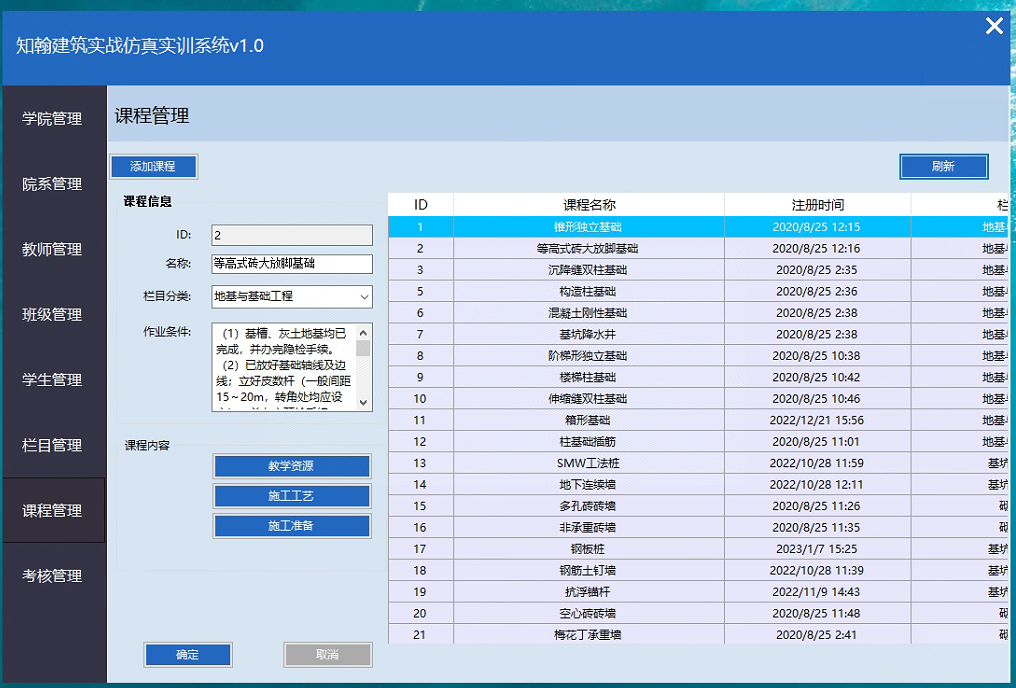 知翰建筑实战仿真实训系统v1.0
学院管理
院系管理
教师管理
班级管理
学生管理
栏目管理
课程管理
考核管理
课程管理
添加课程
刷新
课程信息
ID: 2
名称: 等高式砖大放脚基础
栏目分类: 地基与基础工程
作业条件: （1）基槽、灰土地基均已
完成，并办完隐检手续。
（2）已放好基础轴线及边
线；立好皮数杆（一般间距
15～20m，转角处均应设
课程内容
教学资源
施工工艺
施工准备
确定
取消
ID 课程名称 注册时间 栏
1 锥形独立基础 2020/8/25 12:15 地基
2 等高式砖大放脚基础 2020/8/25 12:16 地基
3 沉降缝双柱基础 2020/8/25 2:35 地基
5 构造柱基础 2020/8/25 2:36 地基
6 混凝土刚性基础 2020/8/25 2:38 地基
7 基坑降水井 2020/8/25 2:38 地基
8 阶梯形独立基础 2020/8/25 10:38 地基
9 楼梯柱基础 2020/8/25 10:42 地基
10 伸缩缝双柱基础 2020/8/25 10:46 地基
11 箱形基础 2022/12/21 15:56 地基
12 柱基础插筋 2020/8/25 11:01 地基
13 SMW工法桩 2022/10/28 11:59 基坑
14 地下连续墙 2022/10/28 12:11 基坑
15 多孔砖砖墙 2020/8/25 11:26 砌
16 非承重砖墙 2020/8/25 11:35 砌
17 钢板桩 2023/1/7 15:25 基坑
18 钢筋土钉墙 2022/10/28 11:39 基坑
19 抗浮锚杆 2022/11/9 14:43 基坑
20 空心砖砖墙 2020/8/25 11:48 砌
21 梅花丁承重墙 2020/8/25 2:41 砌